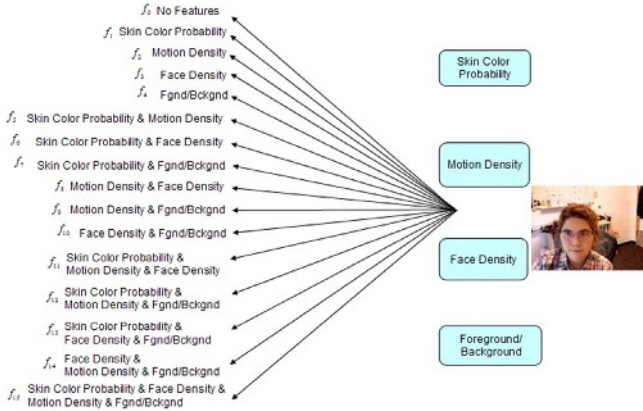 f₀ No Features
f₁ Skin Color Probability
f₂ Motion Density
f₃ Face Density
f₄ Fgnd/Bckgnd
f₅ Skin Color Probability & Motion Density
f₆ Skin Color Probability & Face Density
f₇ Skin Color Probability & Fgnd/Bckgnd
f₈ Motion Density & Face Density
f₉ Motion Density & Fgnd/Bckgnd
f₁₀ Face Density & Fgnd/Bckgnd
f₁₁ Skin Color Probability &
Motion Density & Face Density
f₁₂ Skin Color Probability &
Motion Density & Fgnd/Bckgnd
f₁₃ Skin Color Probability &
Face Density & Fgnd/Bckgnd
f₁₄ Face Density &
Motion Density & Fgnd/Bckgnd
f₁₅ Skin Color Probability & Face Density &
Motion Density & Fgnd/Bckgnd
Skin Color
Probability
Motion Density
Face Density
Foreground/
Background